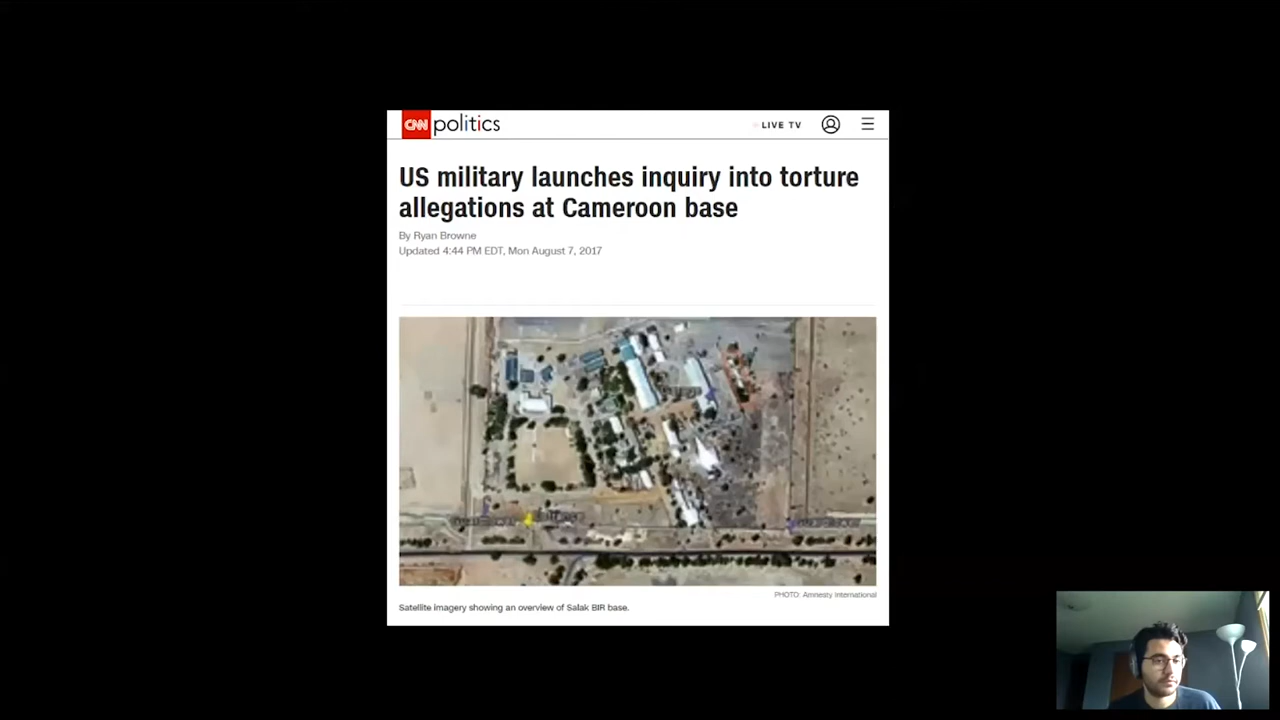 CNN politics
LIVE TV
US military launches inquiry into torture
allegations at Cameroon base
By Ryan Browne
Updated 4:44 PM EDT, Mon August 7, 2017
PHOTO: Amnesty International
Satellite imagery showing an overview of Salak BIR base.